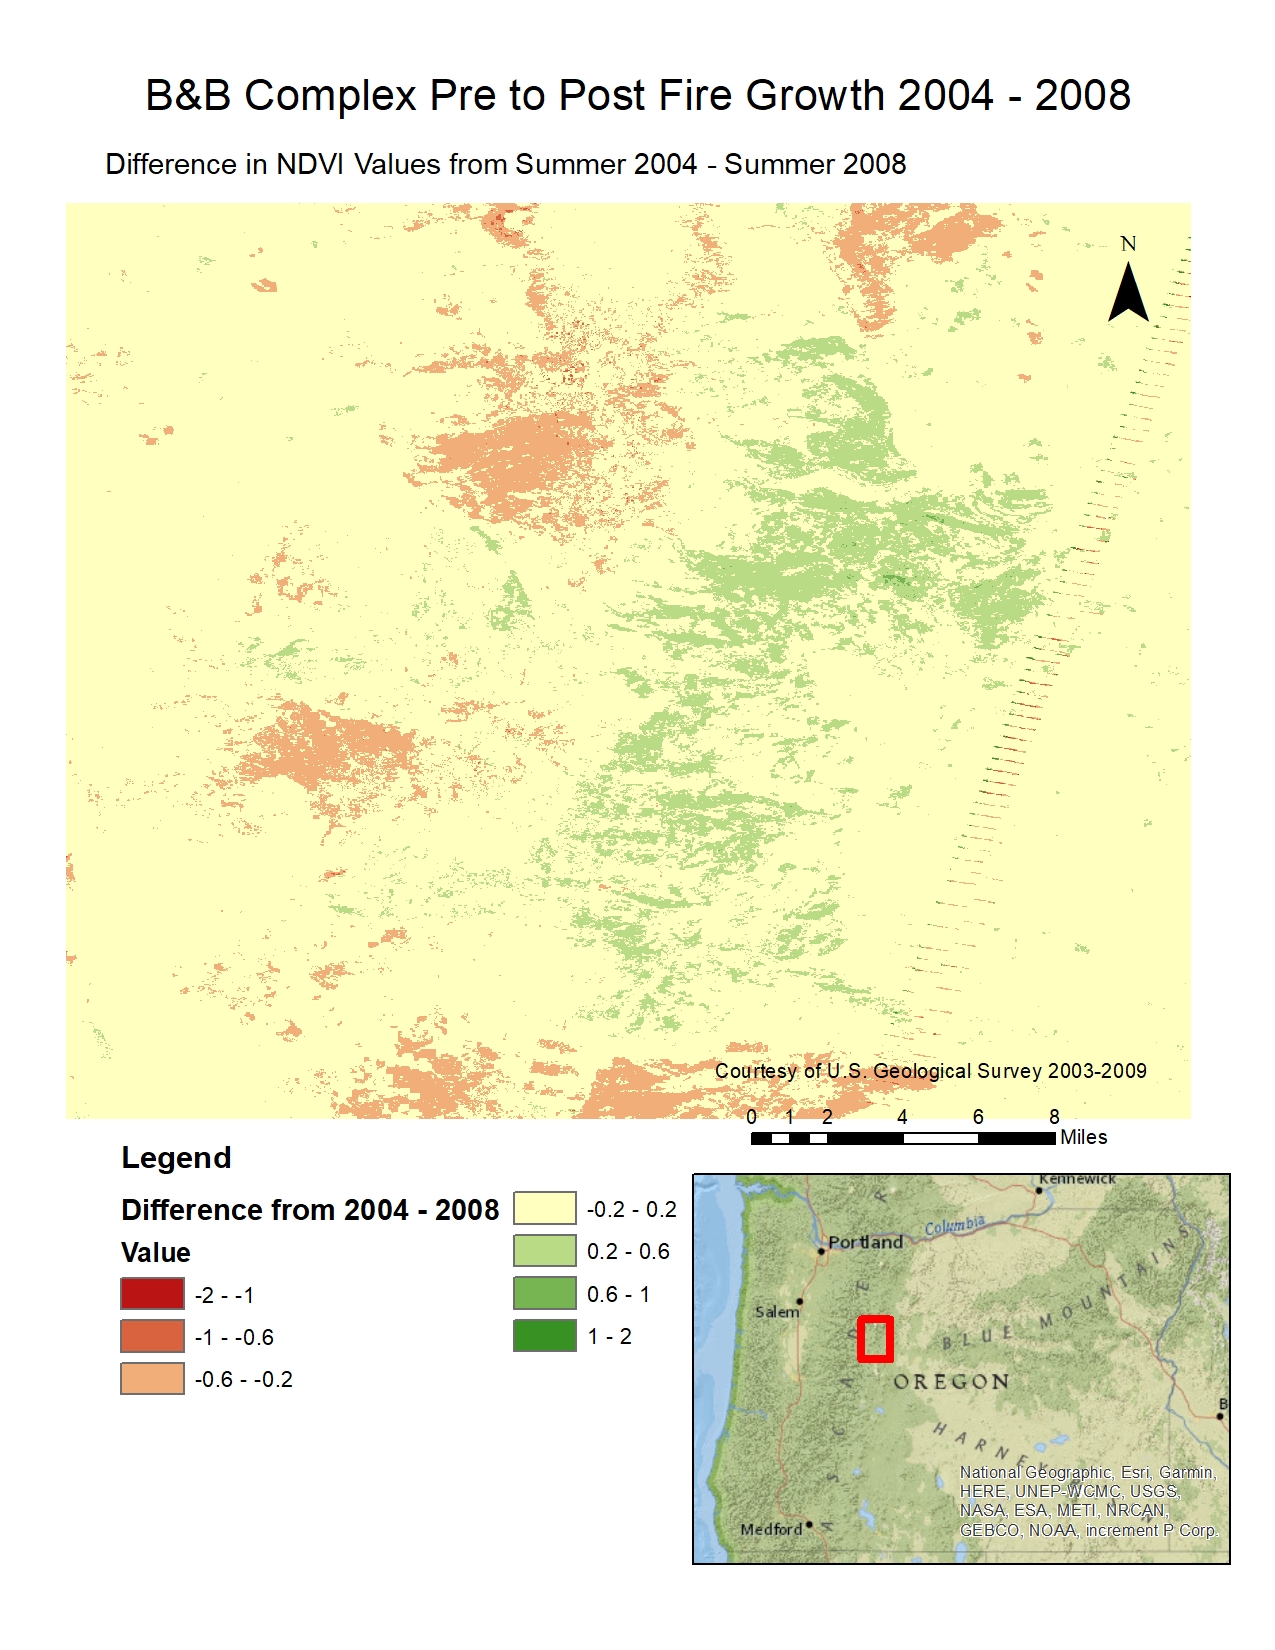 B&B Complex Pre to Post Fire Growth 2004 - 2008
Difference in NDVI Values from Summer 2004 - Summer 2008
N
Courtesy of U.S. Geological Survey 2003-2009
0 1 2 4 6 8
Miles
Legend
Difference from 2004 - 2008
Value
-2 - -1
-1 - -0.6
-0.6 - -0.2
-0.2 - 0.2
0.2 - 0.6
0.6 - 1
1 - 2
Kennewick
Columbia
Portland
Salem
BLUE MOUNTAINS
CASCADE R
OREGON
HARNEY
Medford
B
National Geographic, Esri, Garmin,
HERE, UNEP-WCMC, USGS,
NASA, ESA, METI, NRCAN,
GEBCO, NOAA, increment P Corp.